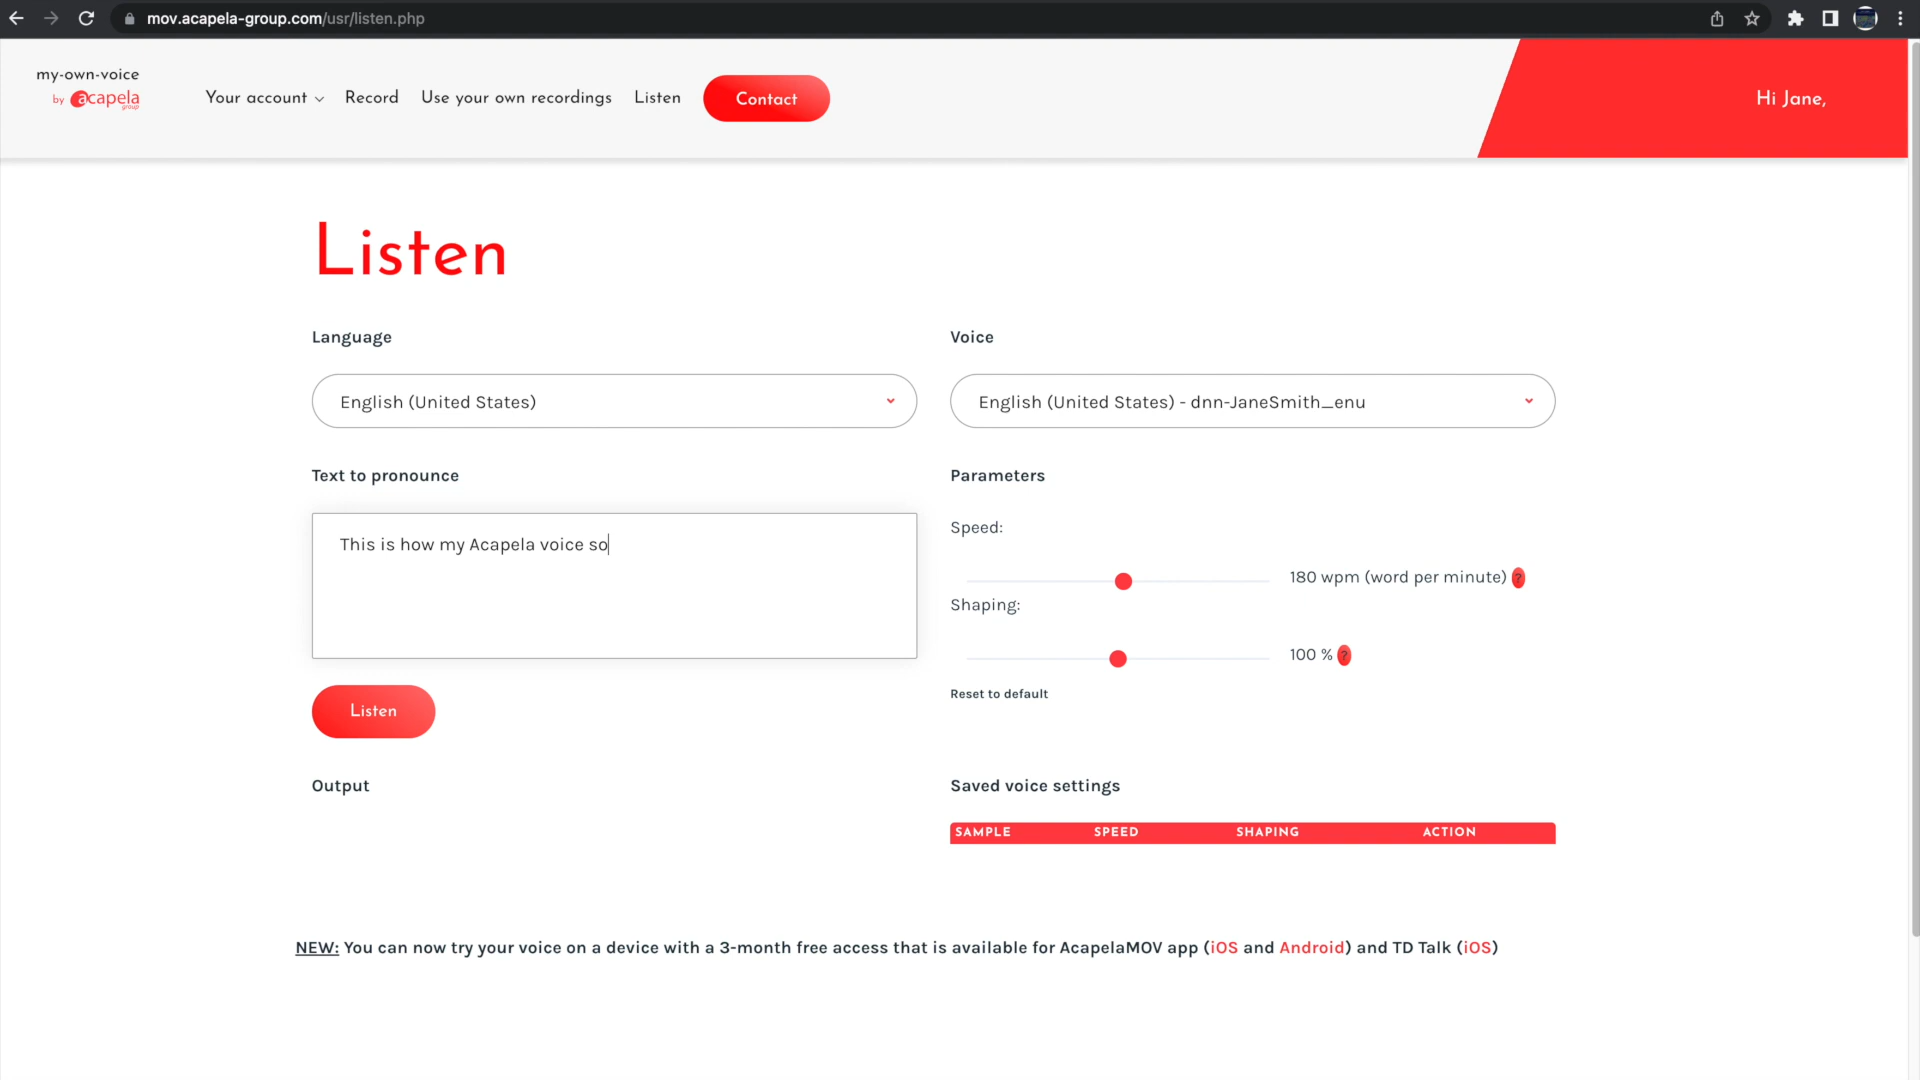 mov.acapela-group.com/usr/listen.php
my-own-voice
by acapela
group
Your account
Record
Use your own recordings
Listen
Contact
Hi Jane,
Listen
Language
Voice
English (United States)
English (United States) - dnn-JaneSmith_enu
Text to pronounce
Parameters
This is how my Acapela voice so
Speed:
180 wpm (word per minute) ?
Shaping:
100 % ?
Reset to default
Listen
Output
Saved voice settings
SAMPLE SPEED SHAPING ACTION
NEW: You can now try your voice on a device with a 3-month free access that is available for AcapelaMOV app (iOS and Android) and TD Talk (iOS)